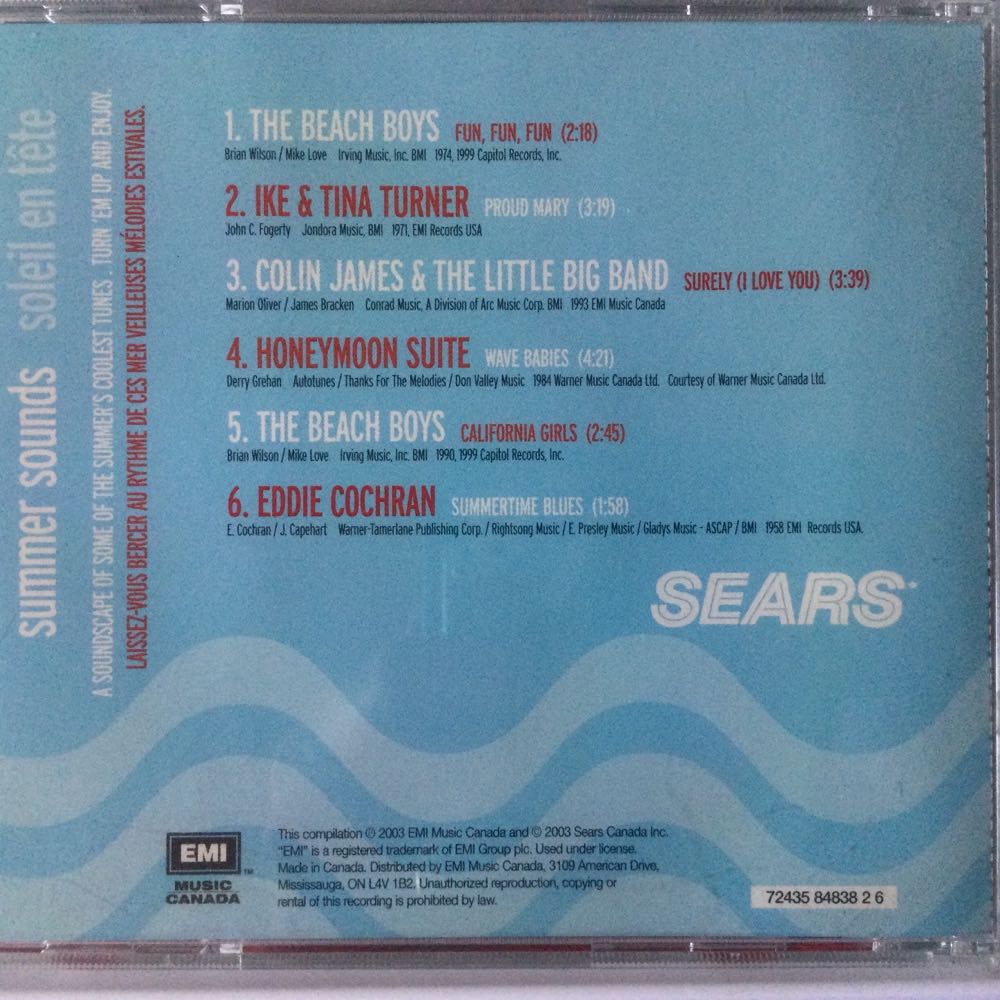 summer sounds soleil en tête
A SOUNDSCAPE OF SOME OF THE SUMMER'S COOLEST TUNES . TURN 'EM UP AND ENJOY.
LAISSEZ-VOUS BERCER AU RYTHME DE CES MER VEILLEUSES MÉLODIES ESTIVALES.
1. THE BEACH BOYS FUN, FUN, FUN (2:18)
Brian Wilson / Mike Love Irving Music, Inc. BMI 1974, 1999 Capitol Records, Inc.
2. IKE & TINA TURNER PROUD MARY (3:19)
John C. Fogerty Jondora Music, BMI 1971, EMI Records USA
3. COLIN JAMES & THE LITTLE BIG BAND SURELY (I LOVE YOU) (3:39)
Marion Oliver / James Bracken Conrad Music, A Division of Arc Music Corp. BMI 1993 EMI Music Canada
4. HONEYMOON SUITE WAVE BABIES (4:21)
Derry Grehan Autotunes / Thanks For The Melodies / Don Valley Music 1984 Warner Music Canada Ltd. Courtesy of Warner Music Canada Ltd.
5. THE BEACH BOYS CALIFORNIA GIRLS (2:45)
Brian Wilson / Mike Love Irving Music, Inc. BMI 1990, 1999 Capitol Records, Inc.
6. EDDIE COCHRAN SUMMERTIME BLUES (1:58)
E. Cochran / J. Capehart Warner-Tamerlane Publishing Corp. / Rightsong Music / E. Presley Music / Gladys Music - ASCAP / BMI 1958 EMI Records USA.
SEARS
EMI ™
MUSIC
CANADA
This compilation ℗ 2003 EMI Music Canada and © 2003 Sears Canada Inc.
"EMI" is a registered trademark of EMI Group plc. Used under license.
Made in Canada. Distributed by EMI Music Canada, 3109 American Drive,
Mississauga, ON L4V 1B2. Unauthorized reproduction, copying or
rental of this recording is prohibited by law.
72435 84838 2 6